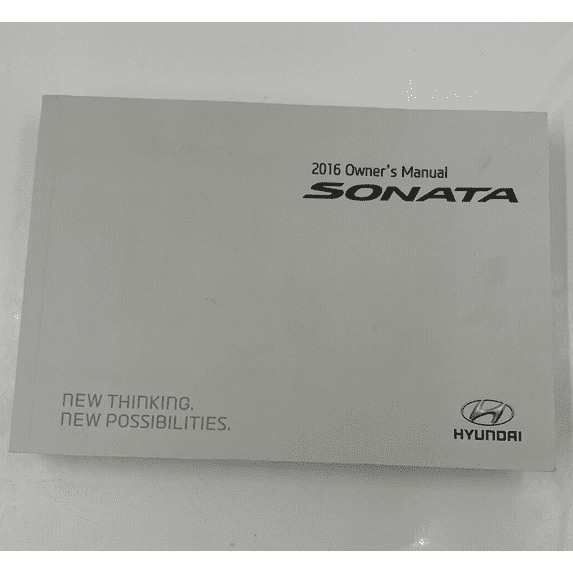 2016 Owner's Manual
SONATA
NEW THINKING.
NEW POSSIBILITIES.
HYUNDAI